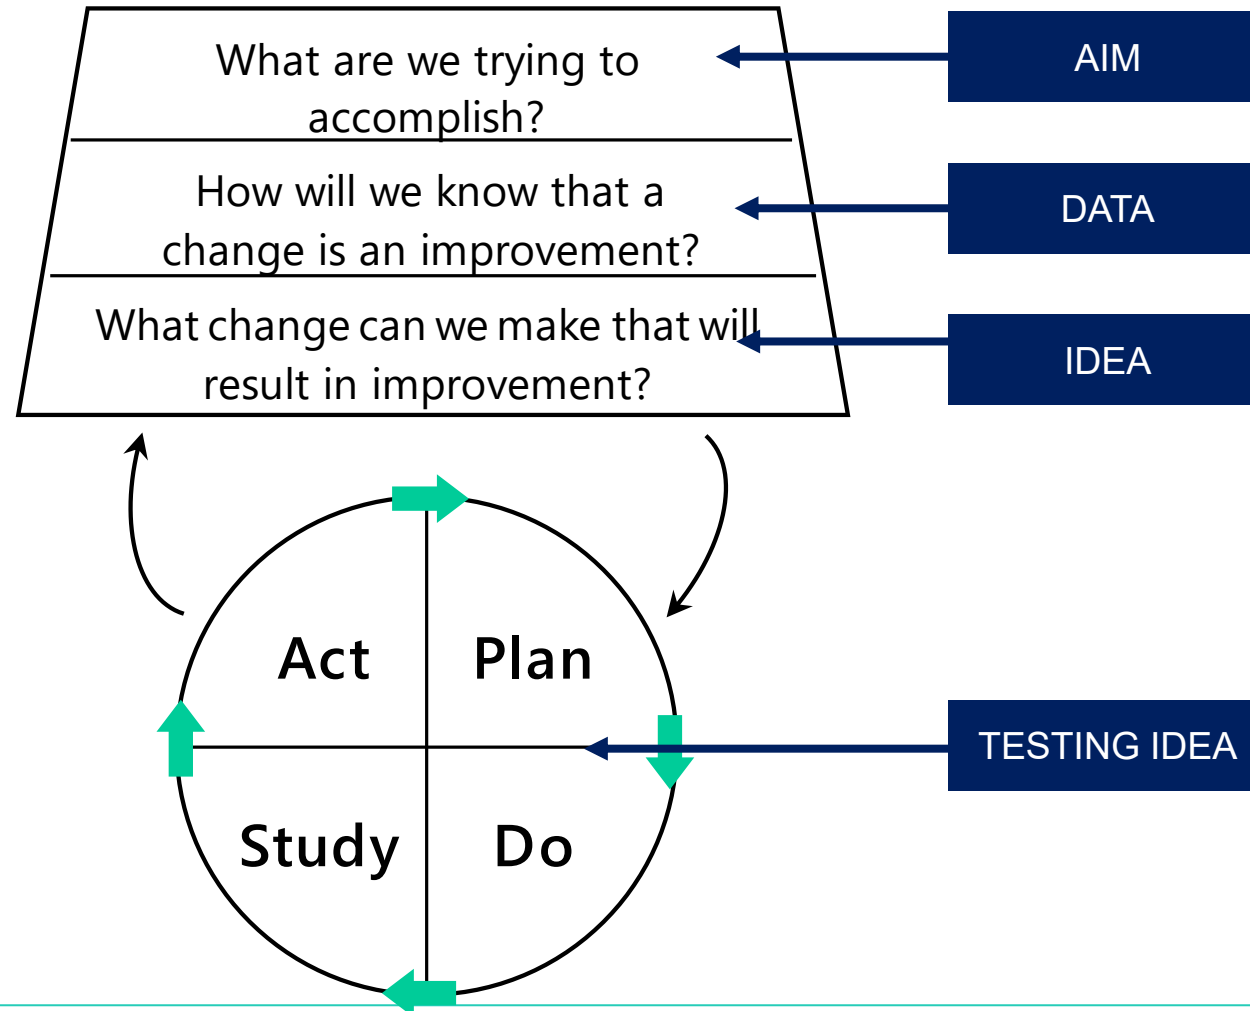 What are we trying to
accomplish?
AIM
How will we know that a
change is an improvement?
DATA
What change can we make that will
result in improvement?
IDEA
Act
Plan
TESTING IDEA
Study
Do